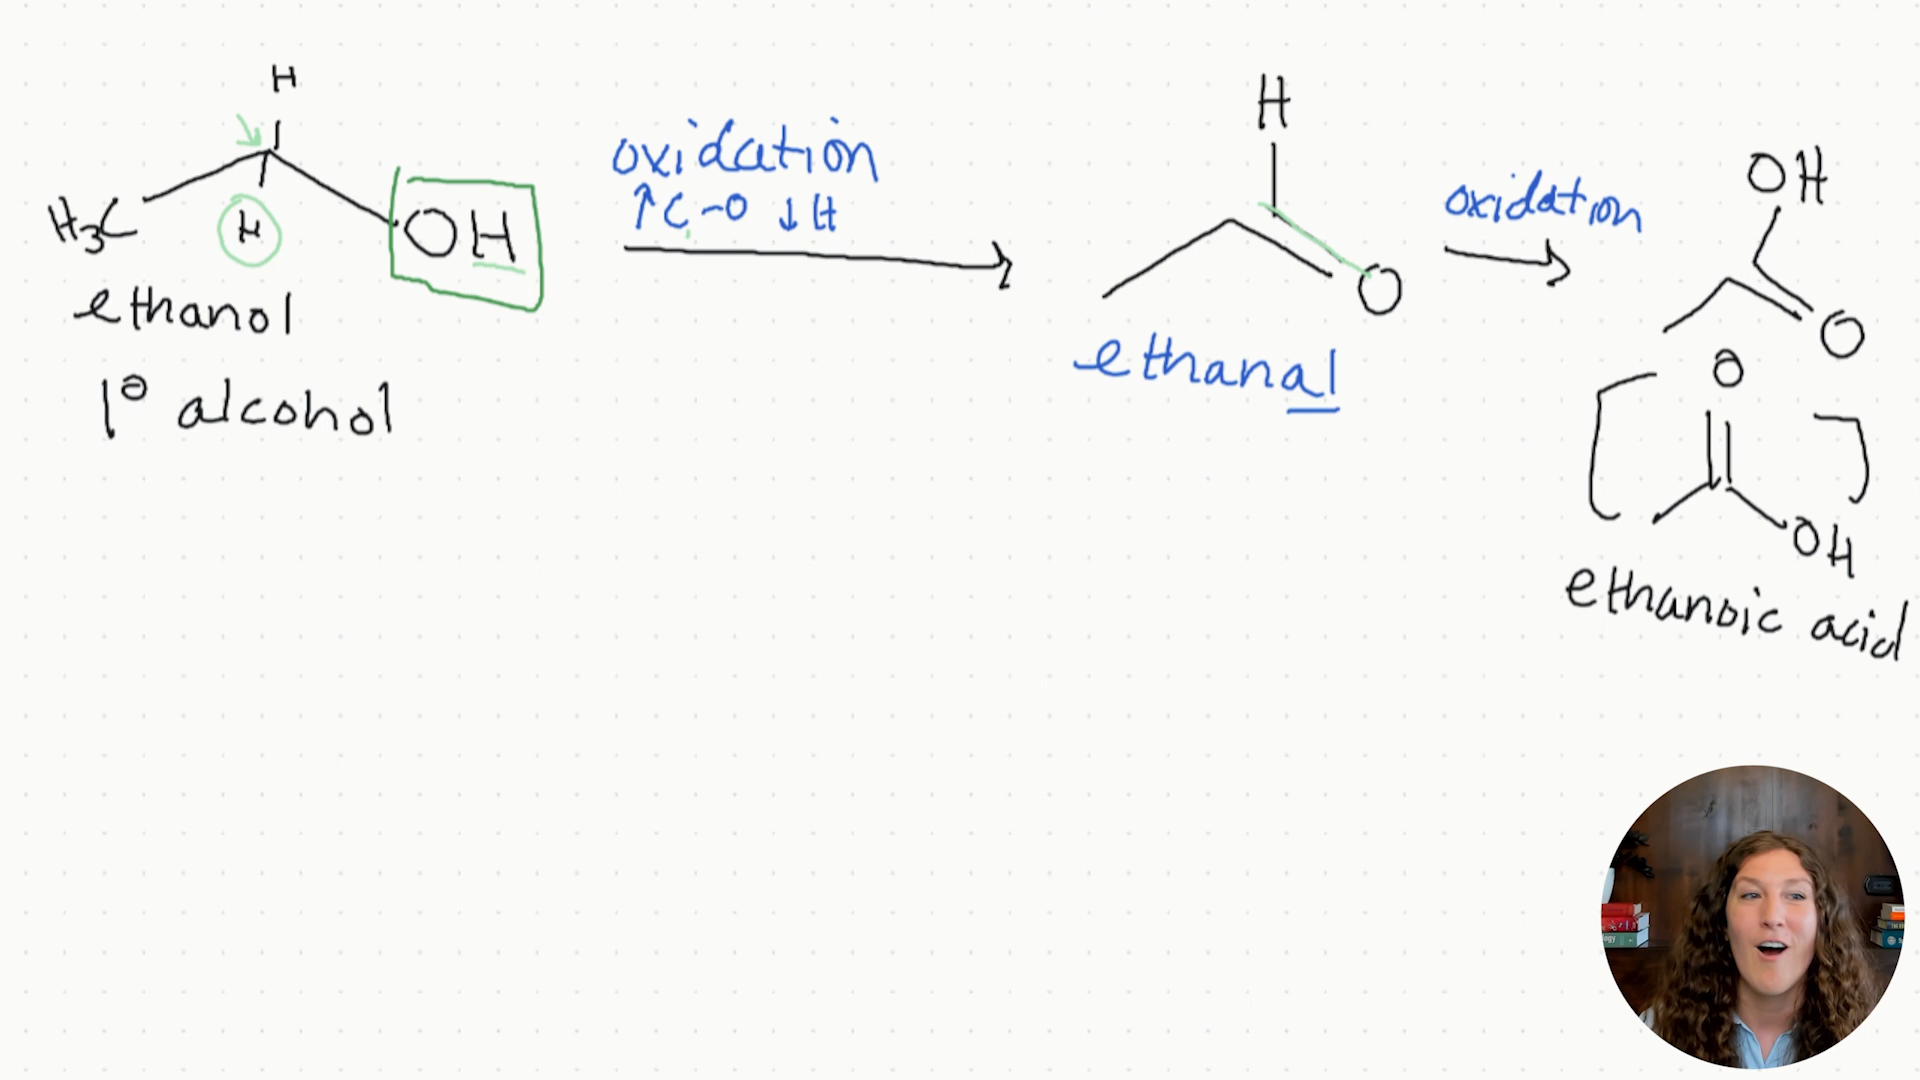 H
H₃C
H
OH
ethanol
1° alcohol
oxidation
↑C-O ↓H
H
O
ethanal
oxidation
OH
O
O
OH
ethanoic acid